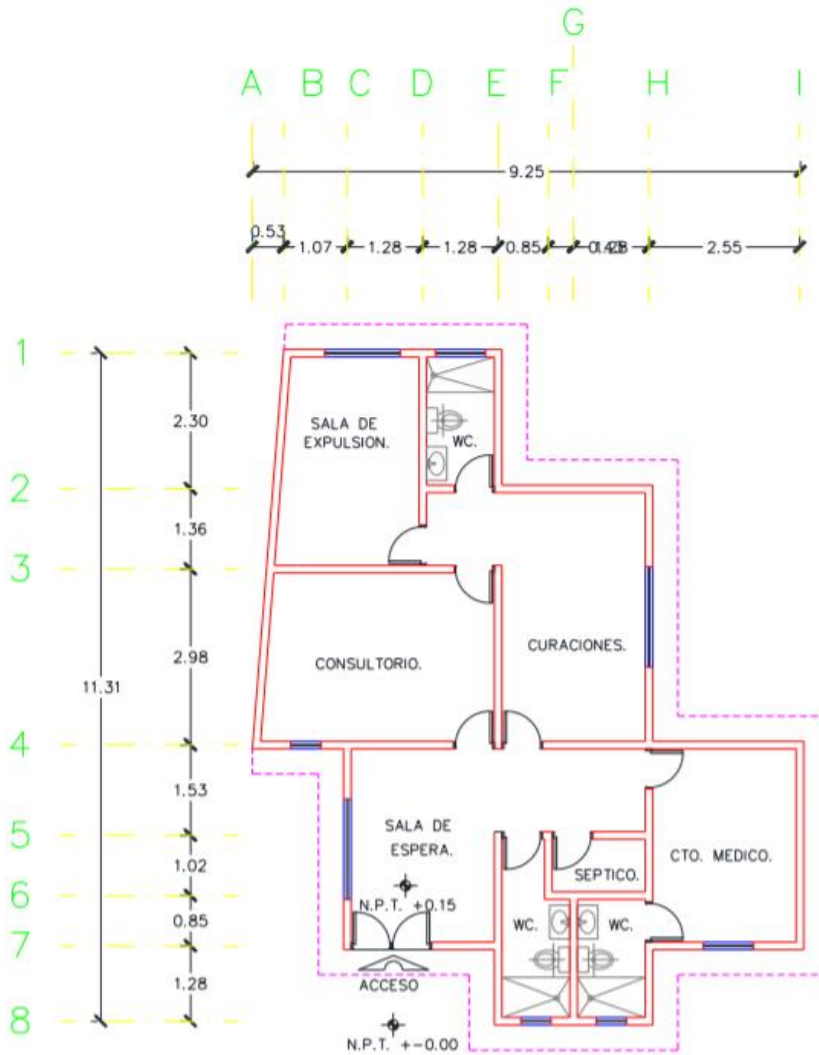 G
A B C D E F H I
9.25
0.53
1.07 1.28 1.28 0.85 2.55
1
2.30
SALA DE
EXPULSION.
WC.
2
1.36
3
2.98
CONSULTORIO.
CURACIONES.
11.31
4
1.53
SALA DE
ESPERA.
CTO. MEDICO.
5
1.02
SEPTICO.
6
N.P.T. +0.15
0.85
WC. WC.
7
1.28
ACCESO
8
N.P.T. +-0.00